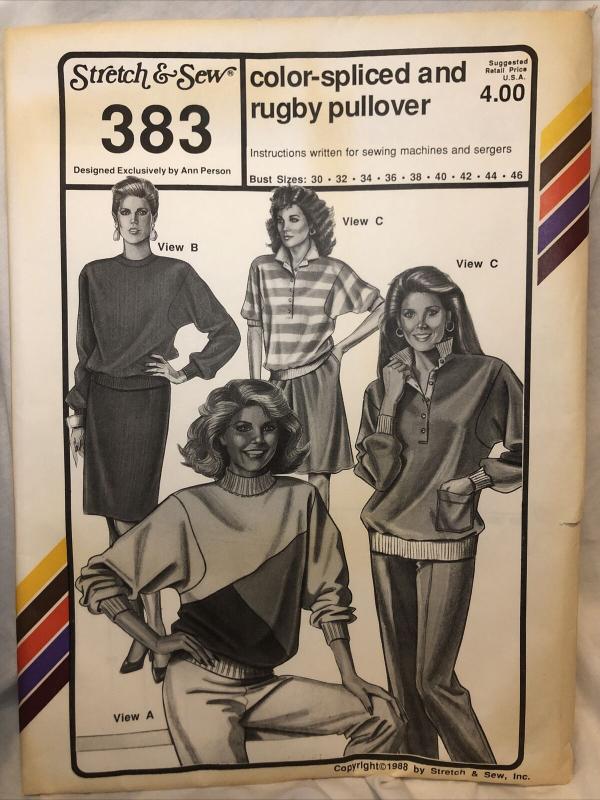 Stretch & Sew®
383
Designed Exclusively by Ann Person
color-spliced and
rugby pullover
Suggested
Retail Price
U.S.A.
4.00
Instructions written for sewing machines and sergers
Bust Sizes: 30 • 32 • 34 • 36 • 38 • 40 • 42 • 44 • 46
View B
View C
View C
View A
Copyright©1988 by Stretch & Sew, Inc.